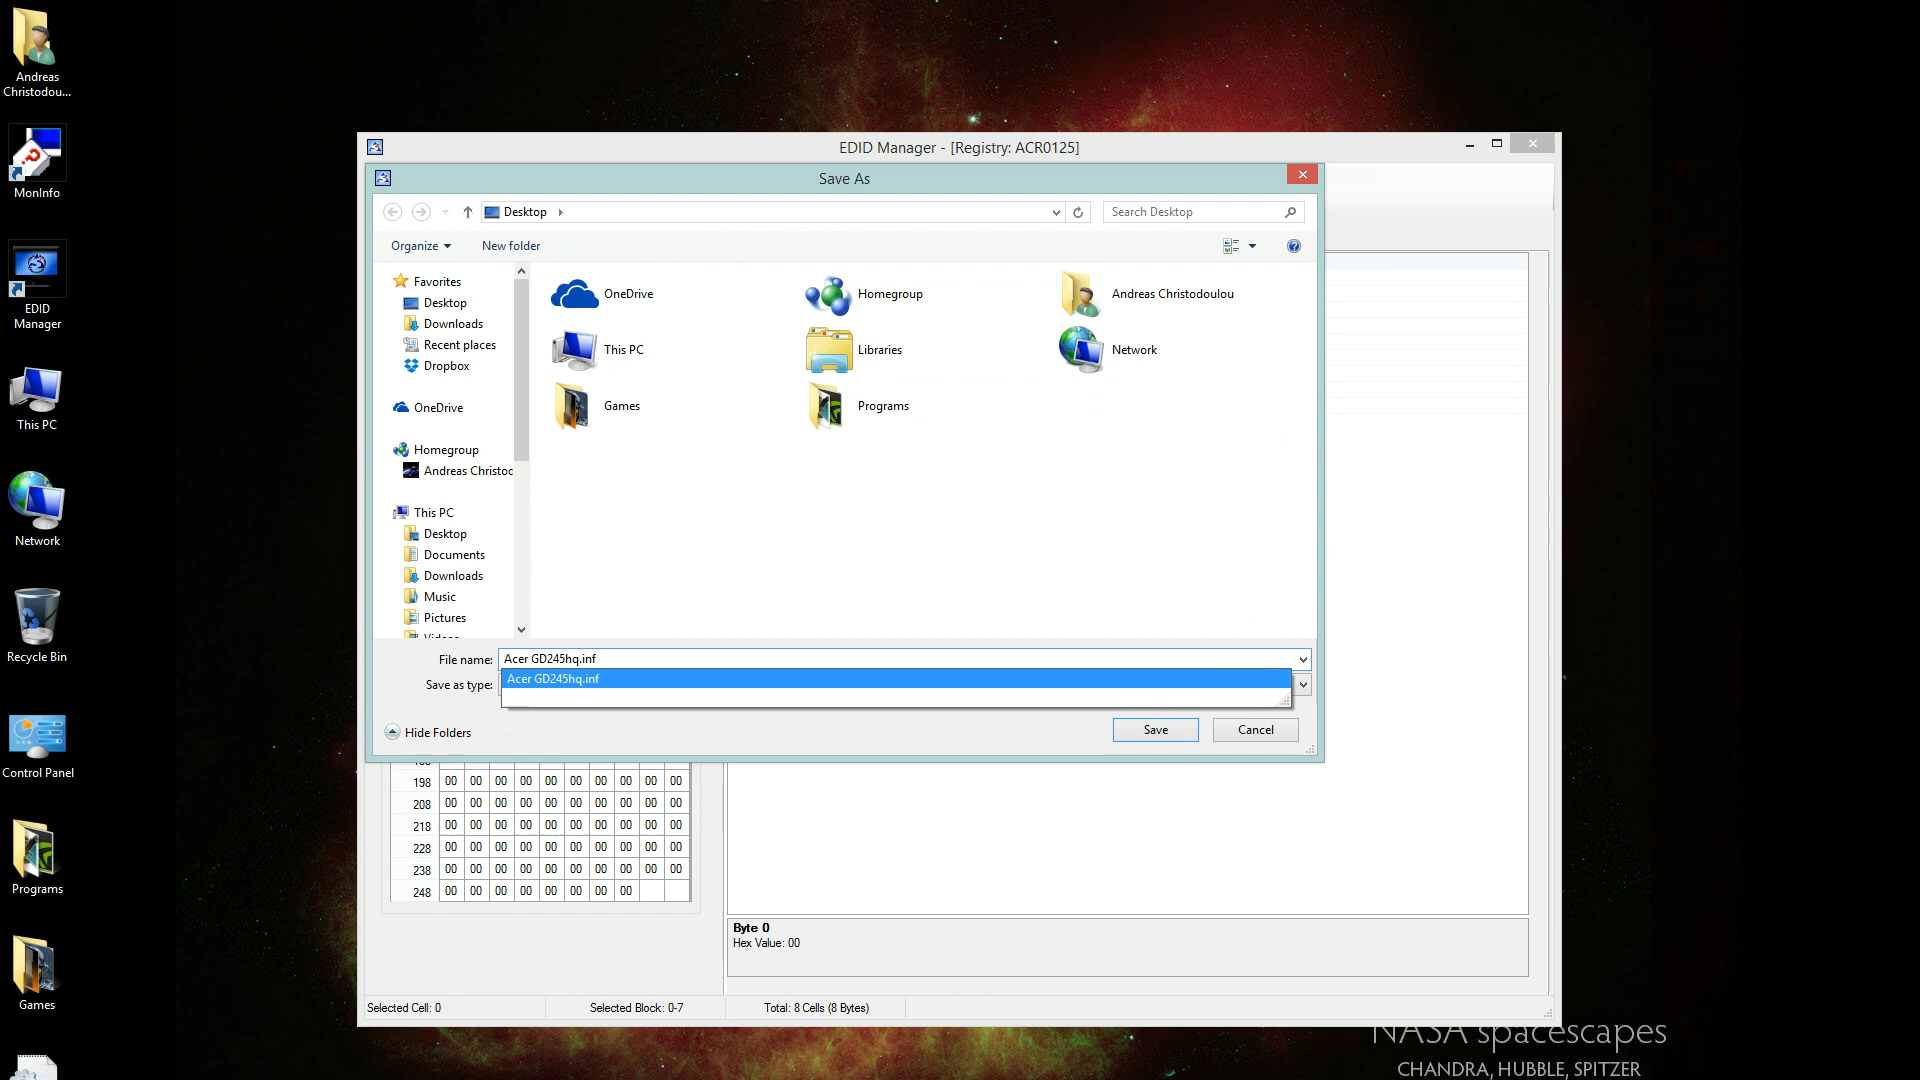 Andreas
Christodou...
MonInfo
EDID
Manager
This PC
Network
Recycle Bin
Control Panel
Programs
Games
EDID Manager - [Registry: ACR0125]
Save As
Desktop
Search Desktop
Organize
New folder
Favorites
Desktop
Downloads
Recent places
Dropbox
OneDrive
Homegroup
Andreas Christod
This PC
Desktop
Documents
Downloads
Music
Pictures
OneDrive
Homegroup
Andreas Christodoulou
This PC
Libraries
Network
Games
Programs
File name: Acer GD245hq.inf
Acer GD245hq.inf
Save as type:
Hide Folders
Save
Cancel
198 00 00 00 00 00 00 00 00 00 00
208 00 00 00 00 00 00 00 00 00 00
218 00 00 00 00 00 00 00 00 00 00
228 00 00 00 00 00 00 00 00 00 00
238 00 00 00 00 00 00 00 00 00 00
248 00 00 00 00 00 00 00 00
Byte 0
Hex Value: 00
Selected Cell: 0
Selected Block: 0-7
Total: 8 Cells (8 Bytes)
NASA spacescapes
CHANDRA, HUBBLE, SPITZER